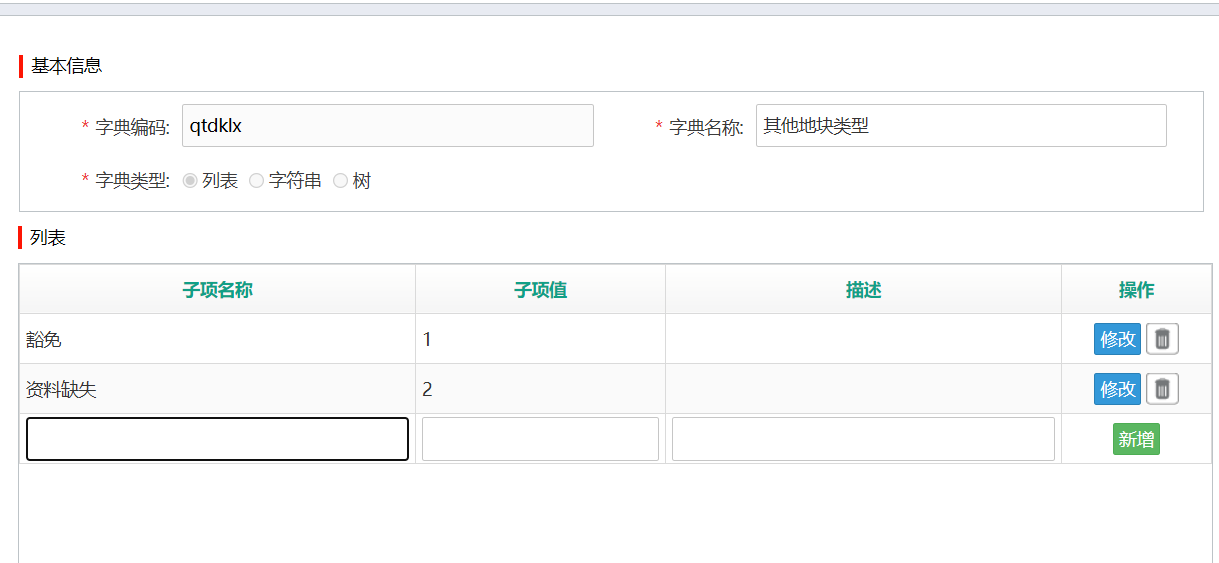 基本信息
* 字典编码: qtdklx * 字典名称: 其他地块类型
* 字典类型: 列表 字符串 树
列表
子项名称 子项值 描述 操作
豁免 1 修改
资料缺失 2 修改
新增